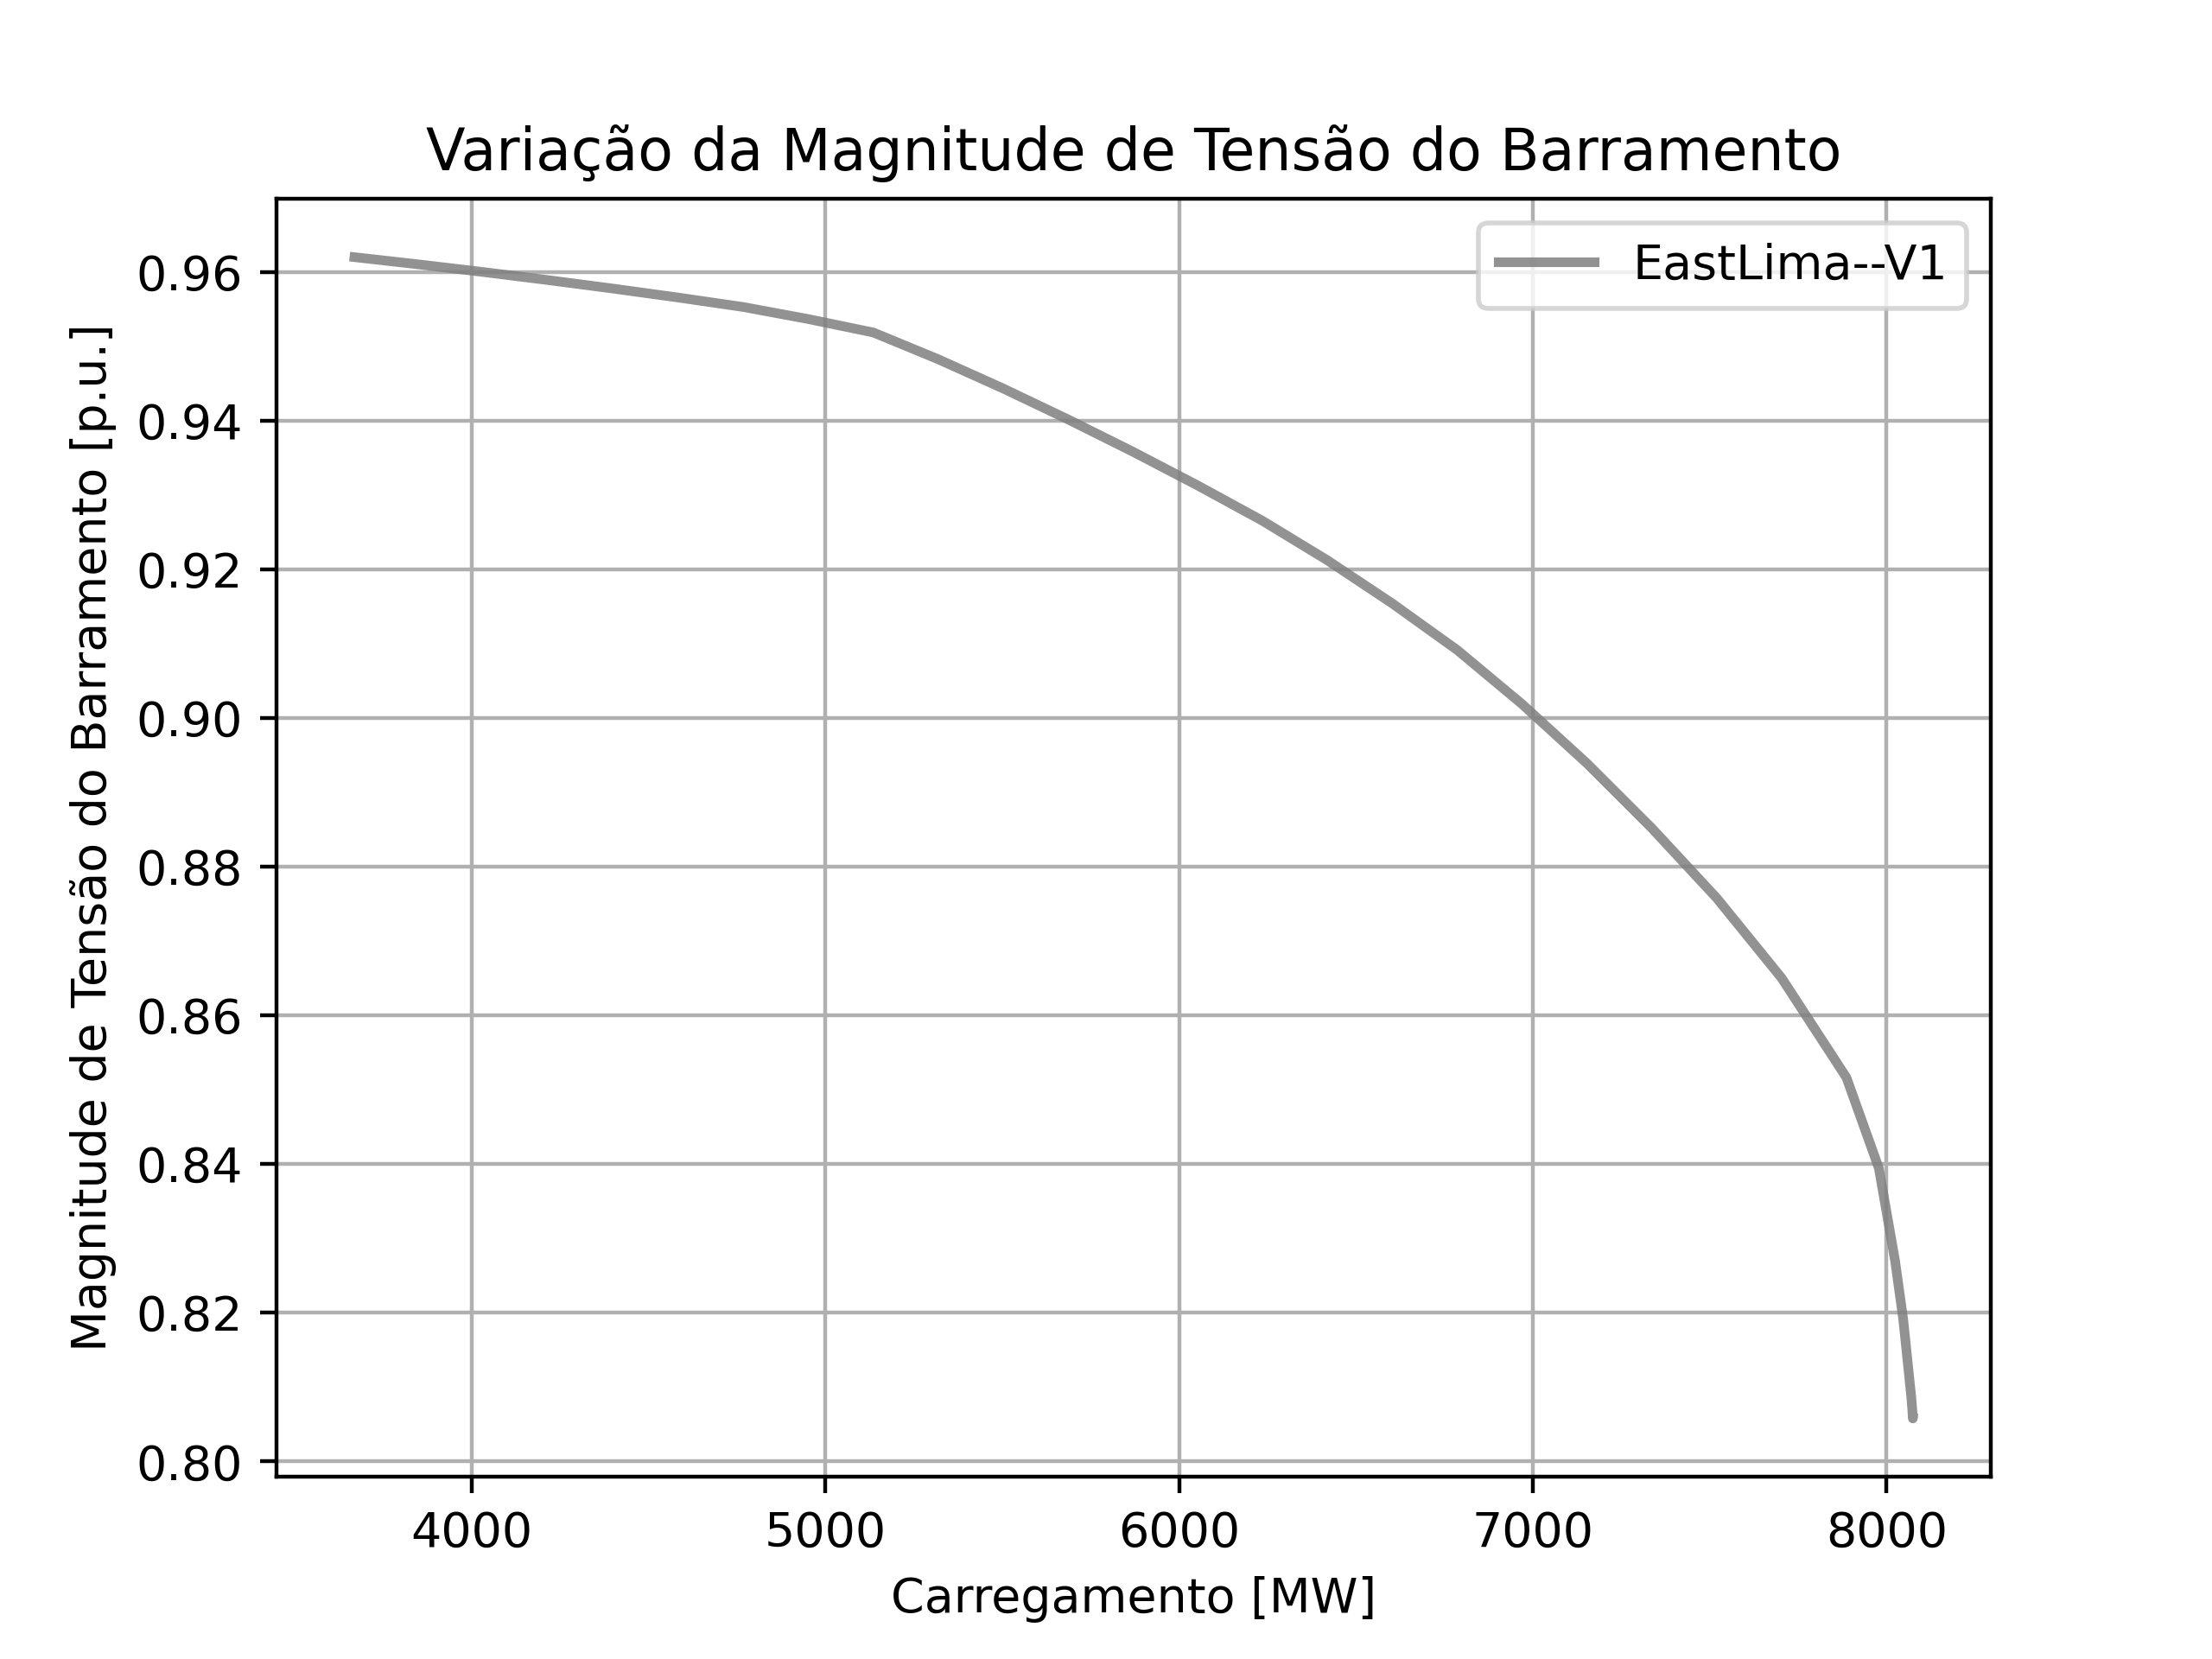 Variação da Magnitude de Tensão do Barramento
EastLima--V1
Magnitude de Tensão do Barramento [p.u.]
0.96
0.94
0.92
0.90
0.88
0.86
0.84
0.82
0.80
4000 5000 6000 7000 8000
Carregamento [MW]